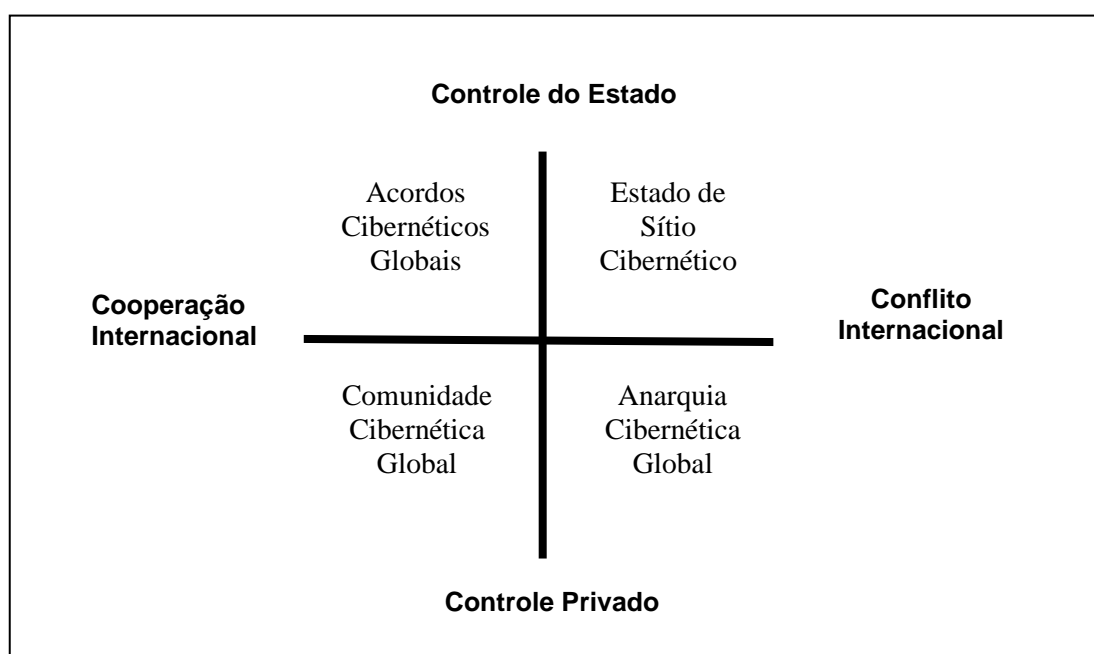 Controle do Estado
Acordos
Cibernéticos
Globais
Estado de
Sítio
Cibernético
Cooperação
Internacional
Conflito
Internacional
Comunidade
Cibernética
Global
Anarquia
Cibernética
Global
Controle Privado